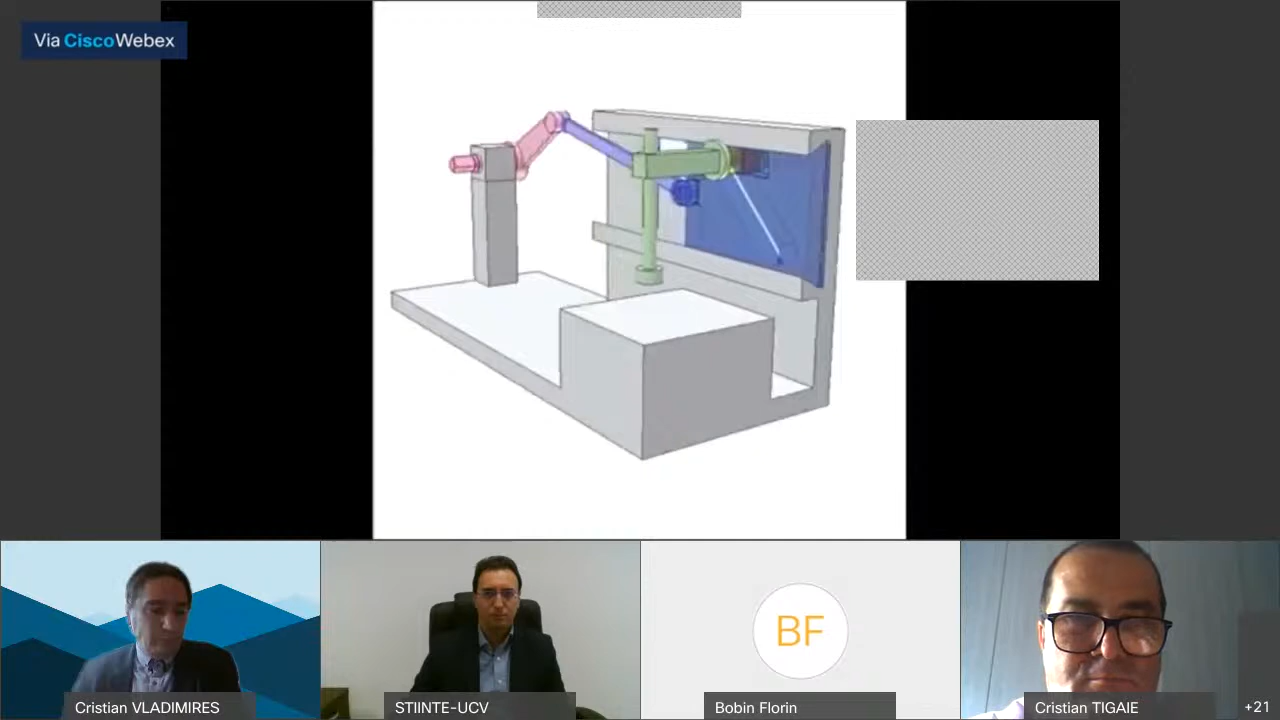 Via CiscoWebex
BF
Cristian VLADIMIRES
STIINTE-UCV
Bobin Florin
Cristian TIGAIE
+21